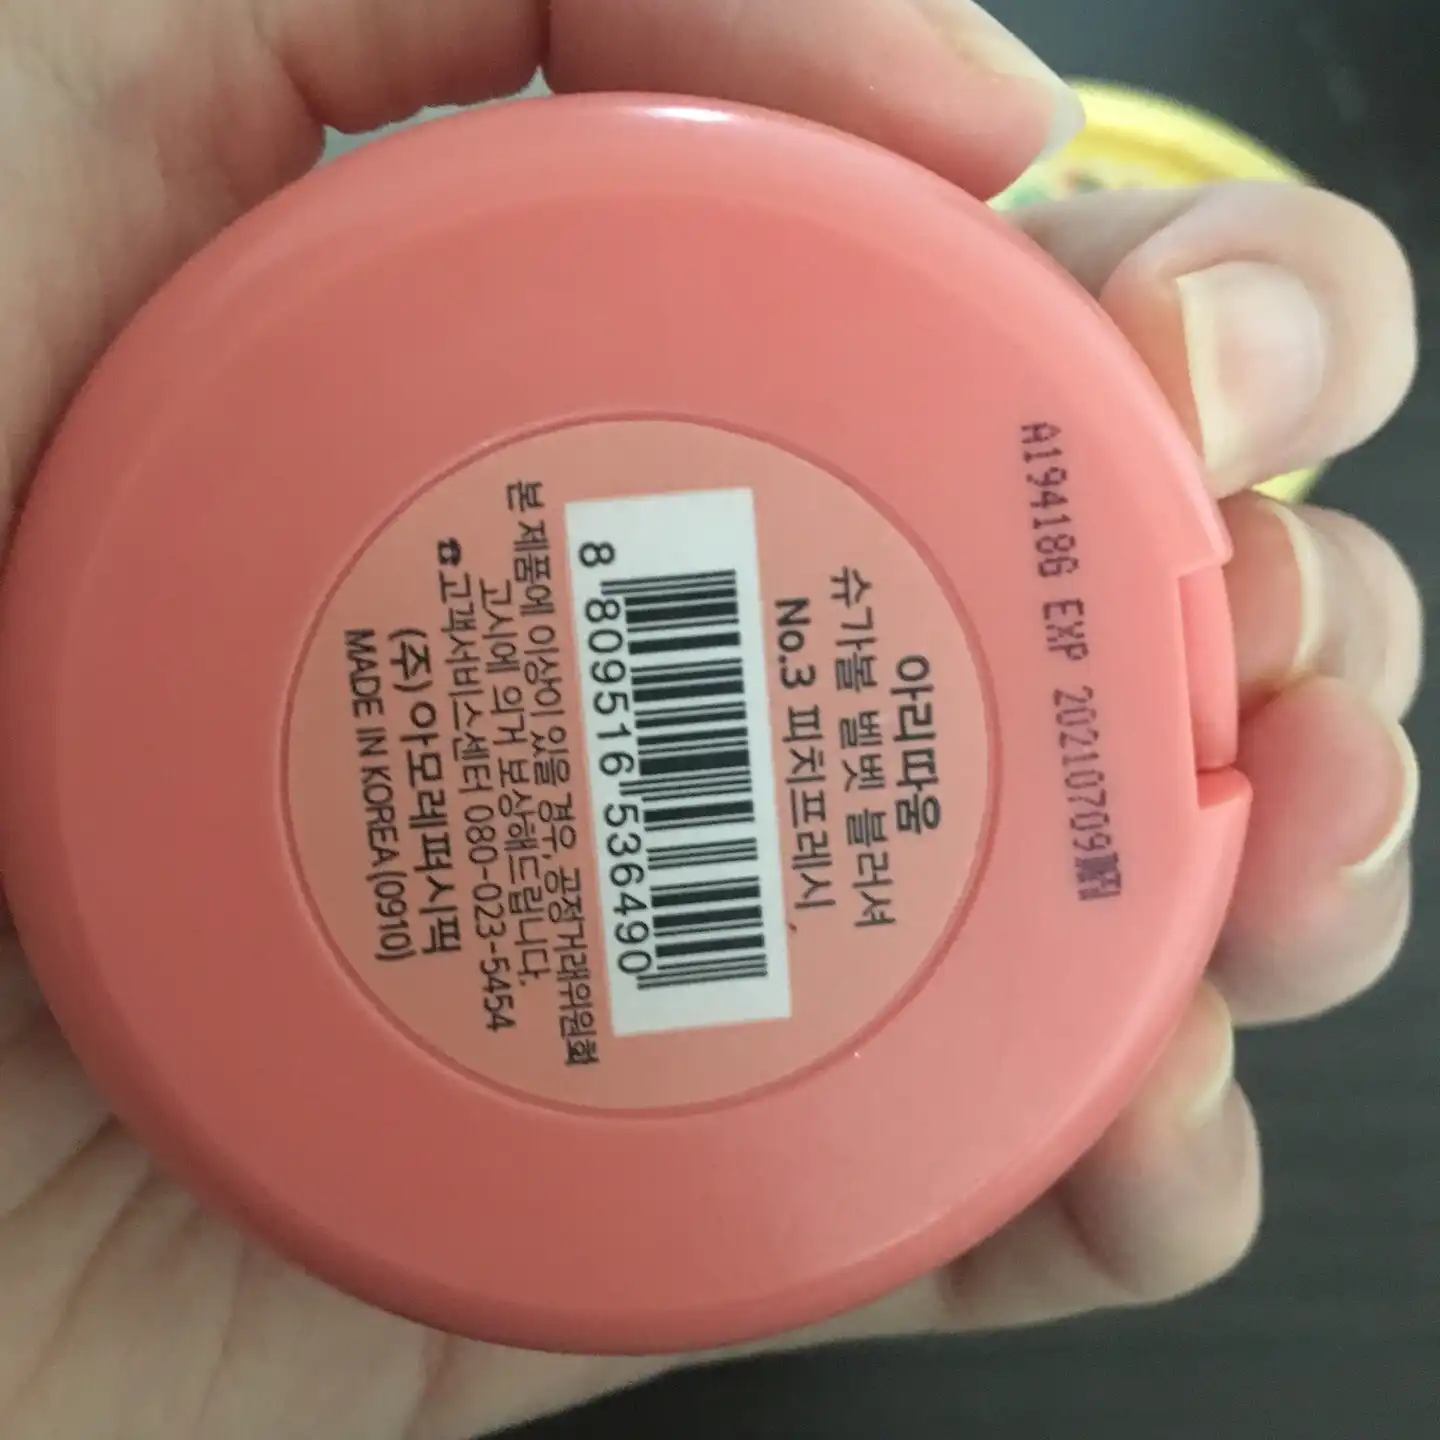 A194186 EXP 20210709
아리따움
슈가볼 벨벳 블러셔
No.3 피치프레시
8 809516 536490
본 제품에 이상이 있을 경우, 공정거래위원회
고시에 의거 보상해드립니다.
☎고객서비스센터 080-023-5454
(주)아모레퍼시픽
MADE IN KOREA(0910)